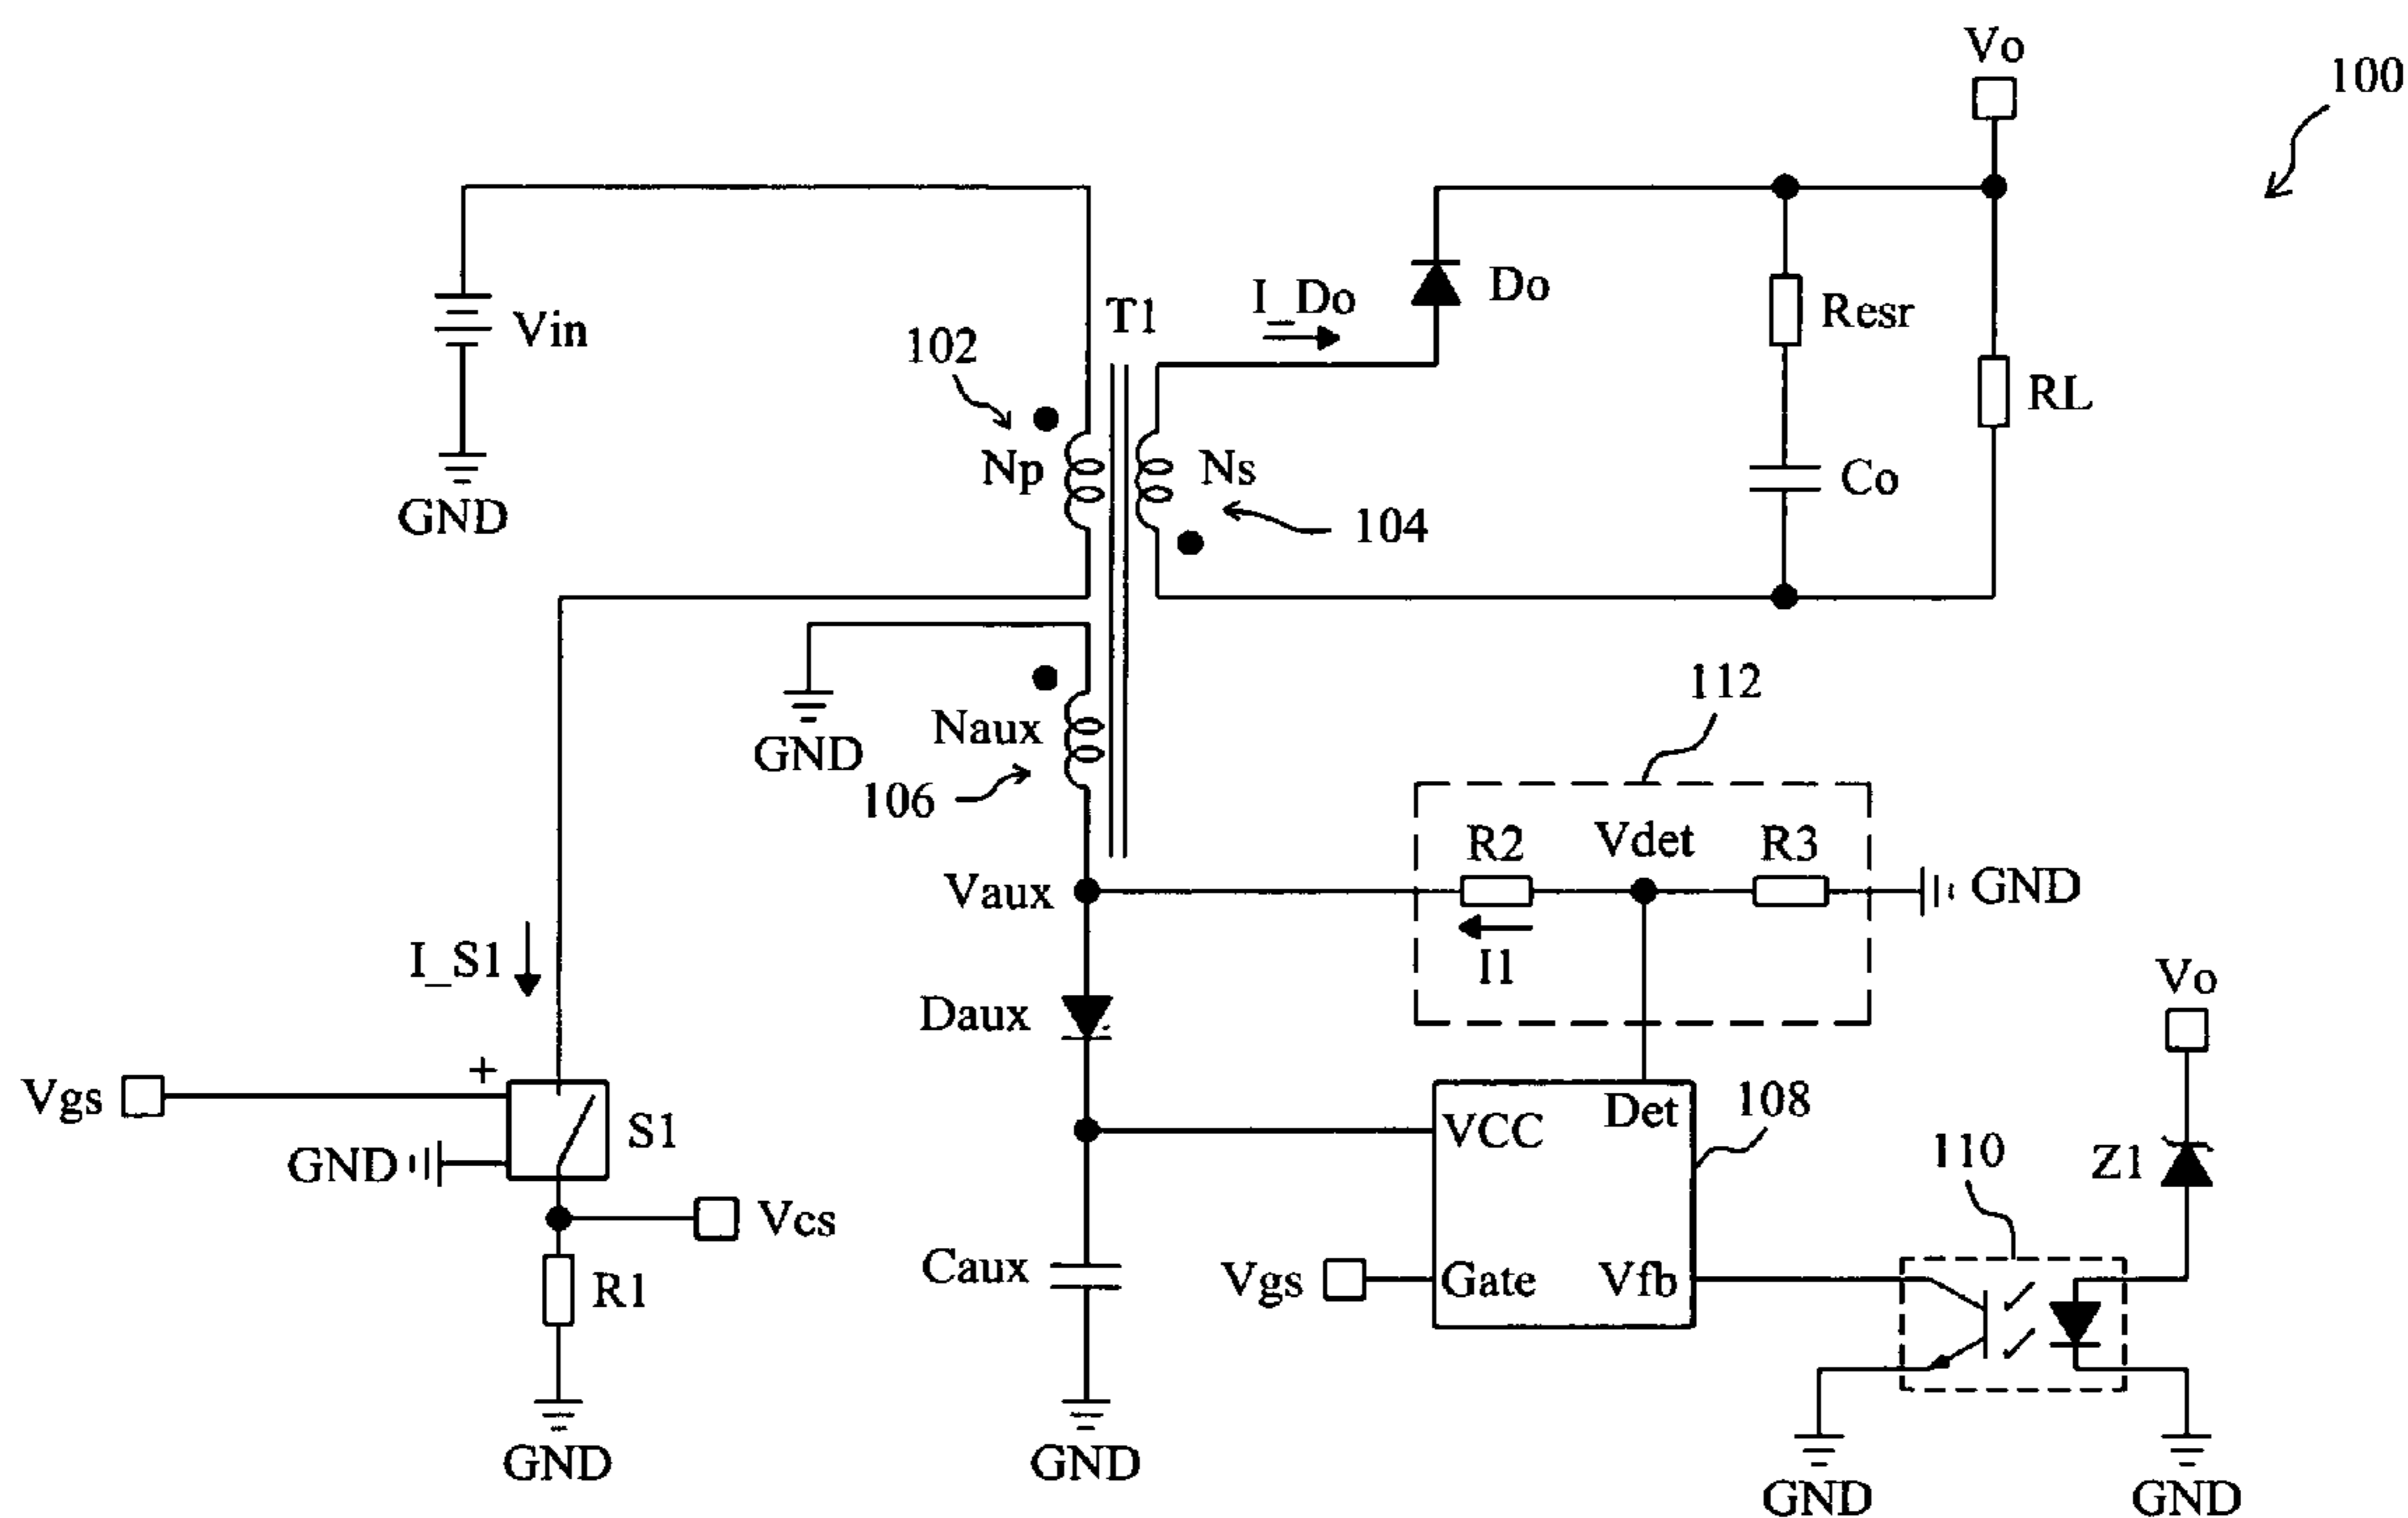 Vo
100
Vin
GND
102
Np
T1
I_Do
Do
Ns
104
Resr
Co
RL
GND
Naux
106
112
R2
Vdet
R3
GND
I1
Vaux
I_S1
Daux
Vgs
+
GND
S1
Vcs
R1
GND
Caux
GND
VCC
Det
108
Vgs
Gate
Vfb
110
Vo
Z1
GND
GND